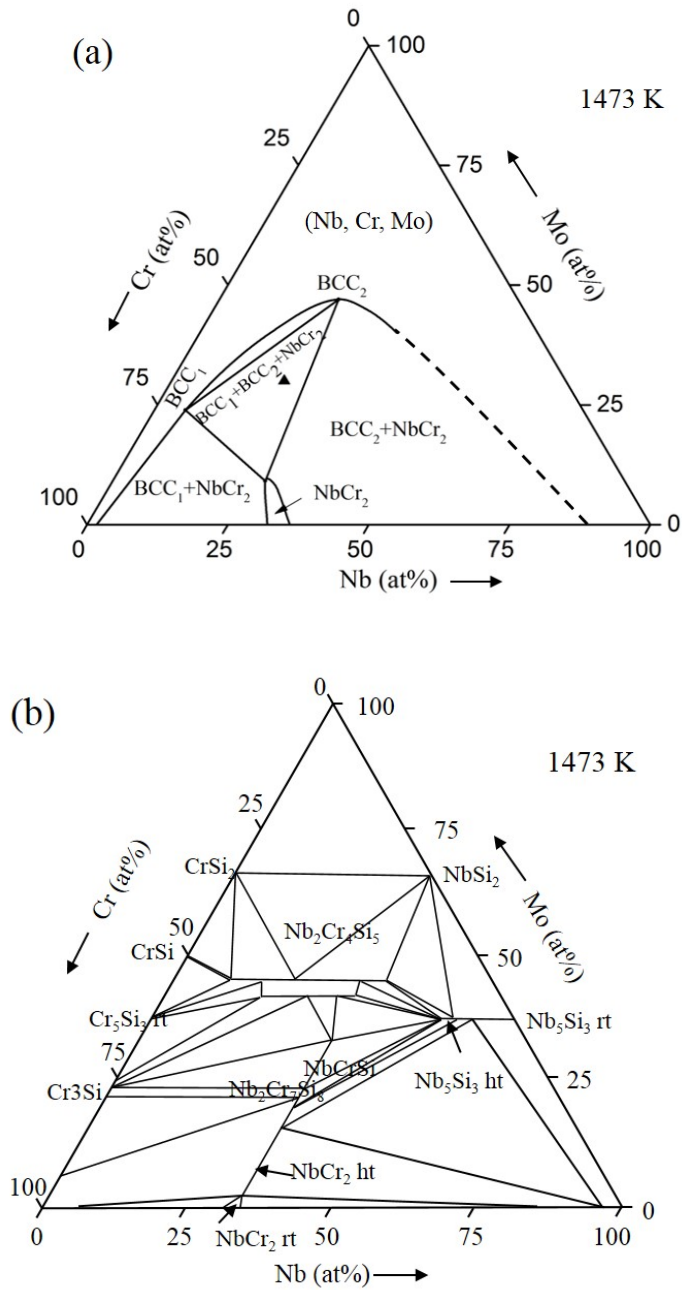 (a)
0
100
1473 K
25
75
Cr (at%)
Mo (at%)
(Nb, Cr, Mo)
50
BCC₂
50
75
BCC₁
BCC₁+BCC₂+NbCr₂
25
BCC₂+NbCr₂
100
BCC₁+NbCr₂
NbCr₂
0
0
25
50
75
100
Nb (at%)
(b)
0
100
1473 K
25
75
Cr (at%)
Mo (at%)
CrSi₂
NbSi₂
50
Nb₂Cr₄Si₅
CrSi
50
Cr₅Si₃ rt
Nb₅Si₃ rt
75
NbCrSi
25
Cr3Si
Nb₂Cr₇Si₈
Nb₅Si₃ ht
100
NbCr₂ ht
0
0
25
NbCr₂ rt
50
75
100
Nb (at%)